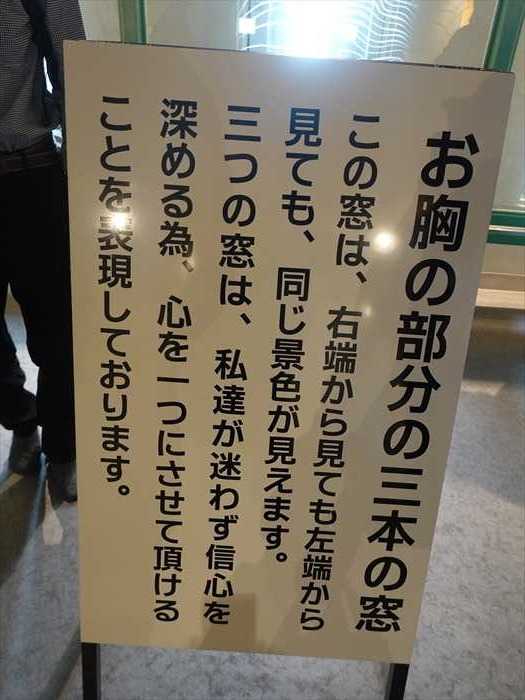 お胸の部分の三本の窓
この窓は、右端から見ても左端から
見ても、同じ景色が見えます。
三つの窓は、私達が迷わず信心を
深める為、心を一つにさせて頂ける
ことを表現しております。